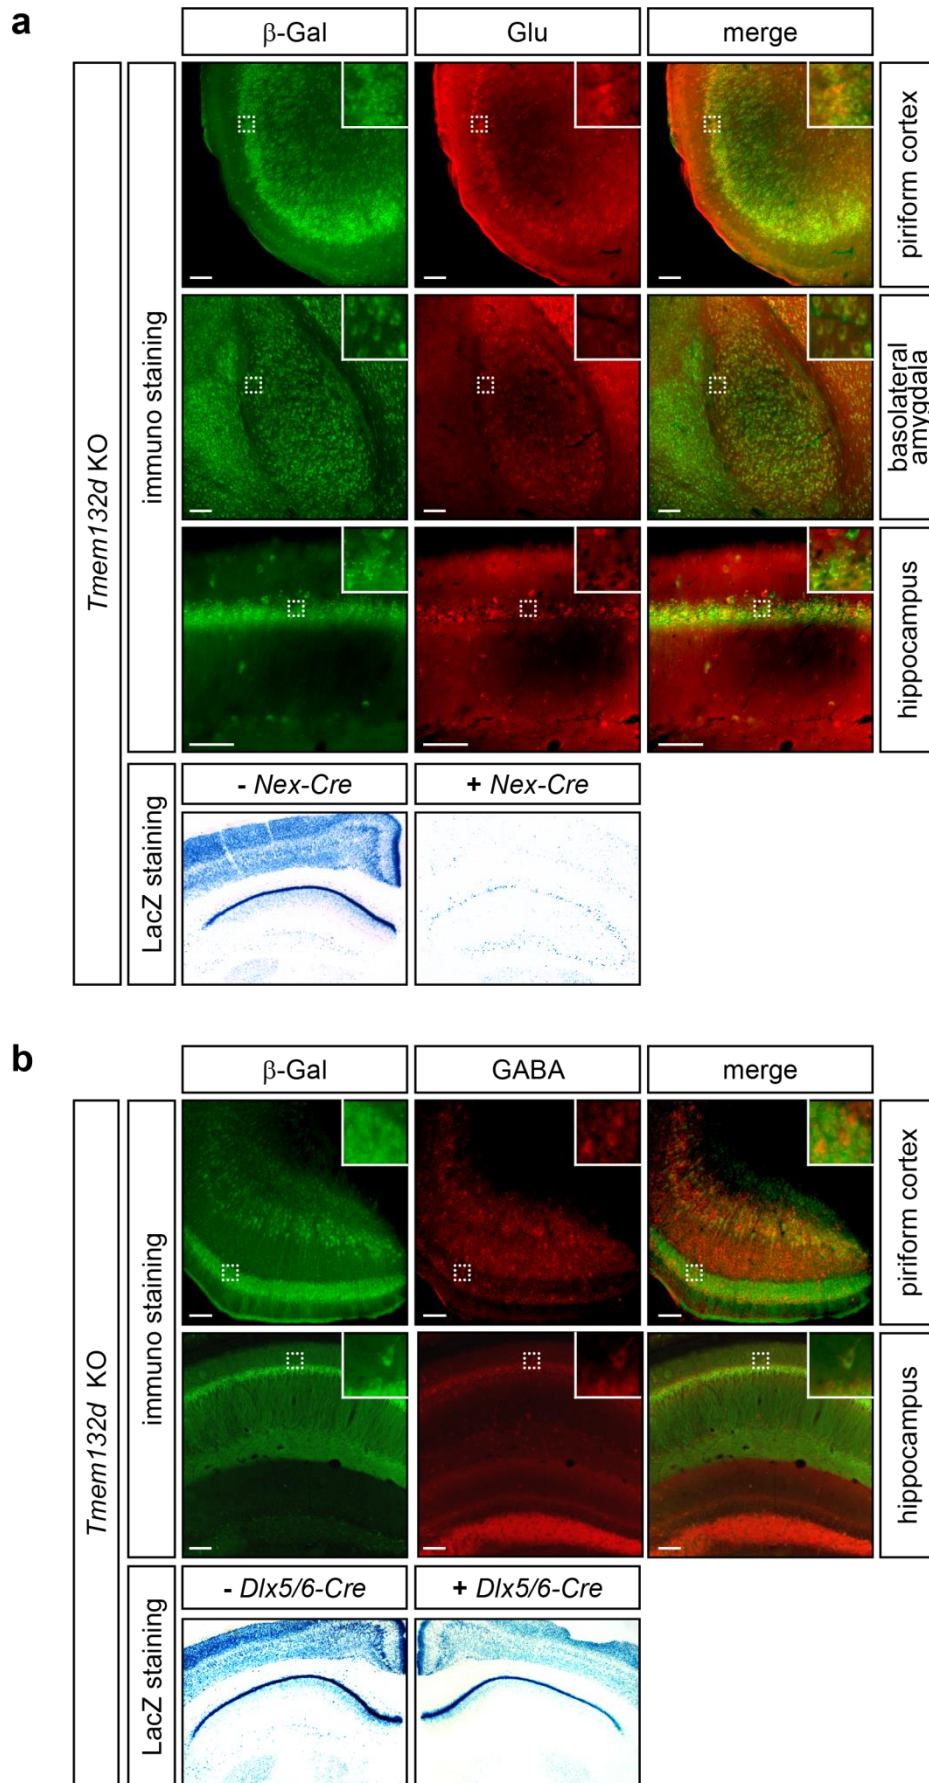 a
β-Gal
Glu
merge
Tmem132d KO
immuno staining
piriform cortex
basolateral
amygdala
hippocampus
LacZ staining
- Nex-Cre
+ Nex-Cre
b
β-Gal
GABA
merge
Tmem132d KO
immuno staining
piriform cortex
hippocampus
LacZ staining
- Dlx5/6-Cre
+ Dlx5/6-Cre